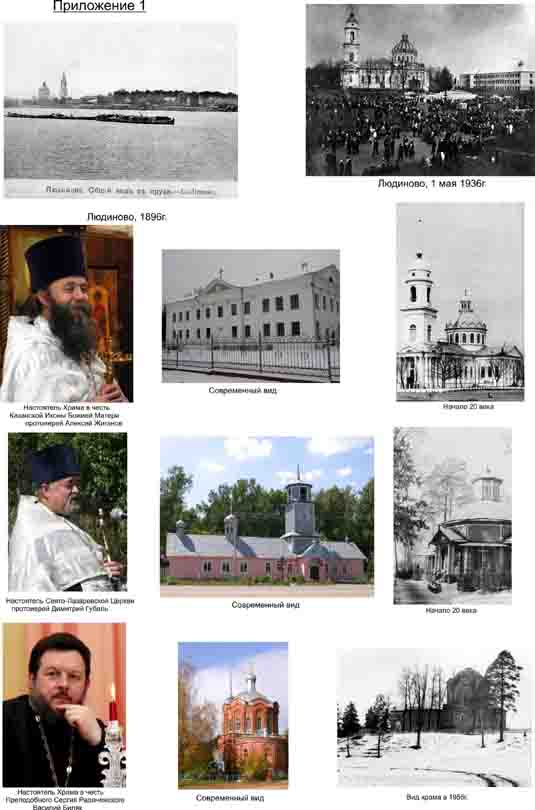 Приложение 1
Людиново. Общій видъ съ пруда.
Людиново, 1896г.
Людиново, 1 мая 1936г.
Настоятель Храма в честь
Казанской Иконы Божией Матери
протоиерей Алексий Жиганов
Современный вид
Начало 20 века
Настоятель Свято-Лазаревской Церкви
протоиерей Димитрий Губаль
Современный вид
Начало 20 века
Настоятель Храма в честь
Преподобного Сергия Радонежского
Василий Биляк
Современный вид
Вид храма в 1986г.